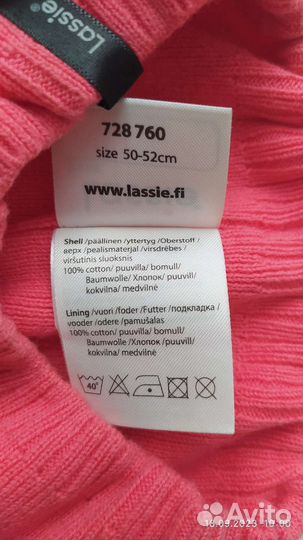 Lassie®
728 760
size 50-52cm
www.lassie.fi
Shell /päällinen /yttertyg /Oberstoff /
верх /pealismaterjal /virsdrēbes /
viršutinis sluoksnis
100% cotton/ puuvilla/ bomull/
Baumwolle/ Хлопок/ puuvill/
kokvilna/ medvilnė
Lining /vuori /foder /Futter /подкладка /
vooder /odere /pamušalas
100% cotton/ puuvilla/ bomull/
Baumwolle /Хлопок /puuvill /
kokvilna /medvilnė
40°
Avito